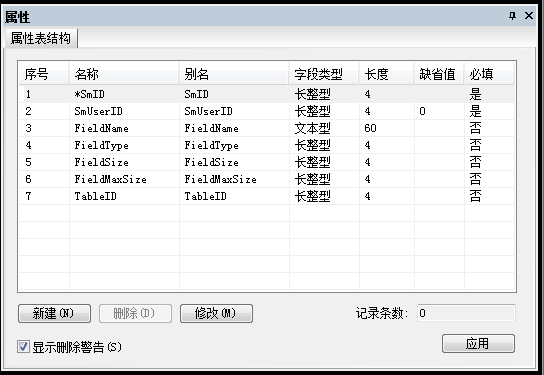 属性
属性表结构
序号 名称 别名 字段类型 长度 缺省值 必填
1 *SmID SmID 长整型 4 是
2 SmUserID SmUserID 长整型 4 0 是
3 FieldName FieldName 文本型 60 否
4 FieldType FieldType 长整型 4 否
5 FieldSize FieldSize 长整型 4 否
6 FieldMaxSize FieldMaxSize 长整型 4 否
7 TableID TableID 长整型 4 否
新建(N) 删除(D) 修改(M) 记录条数: 0
显示删除警告(S) 应用